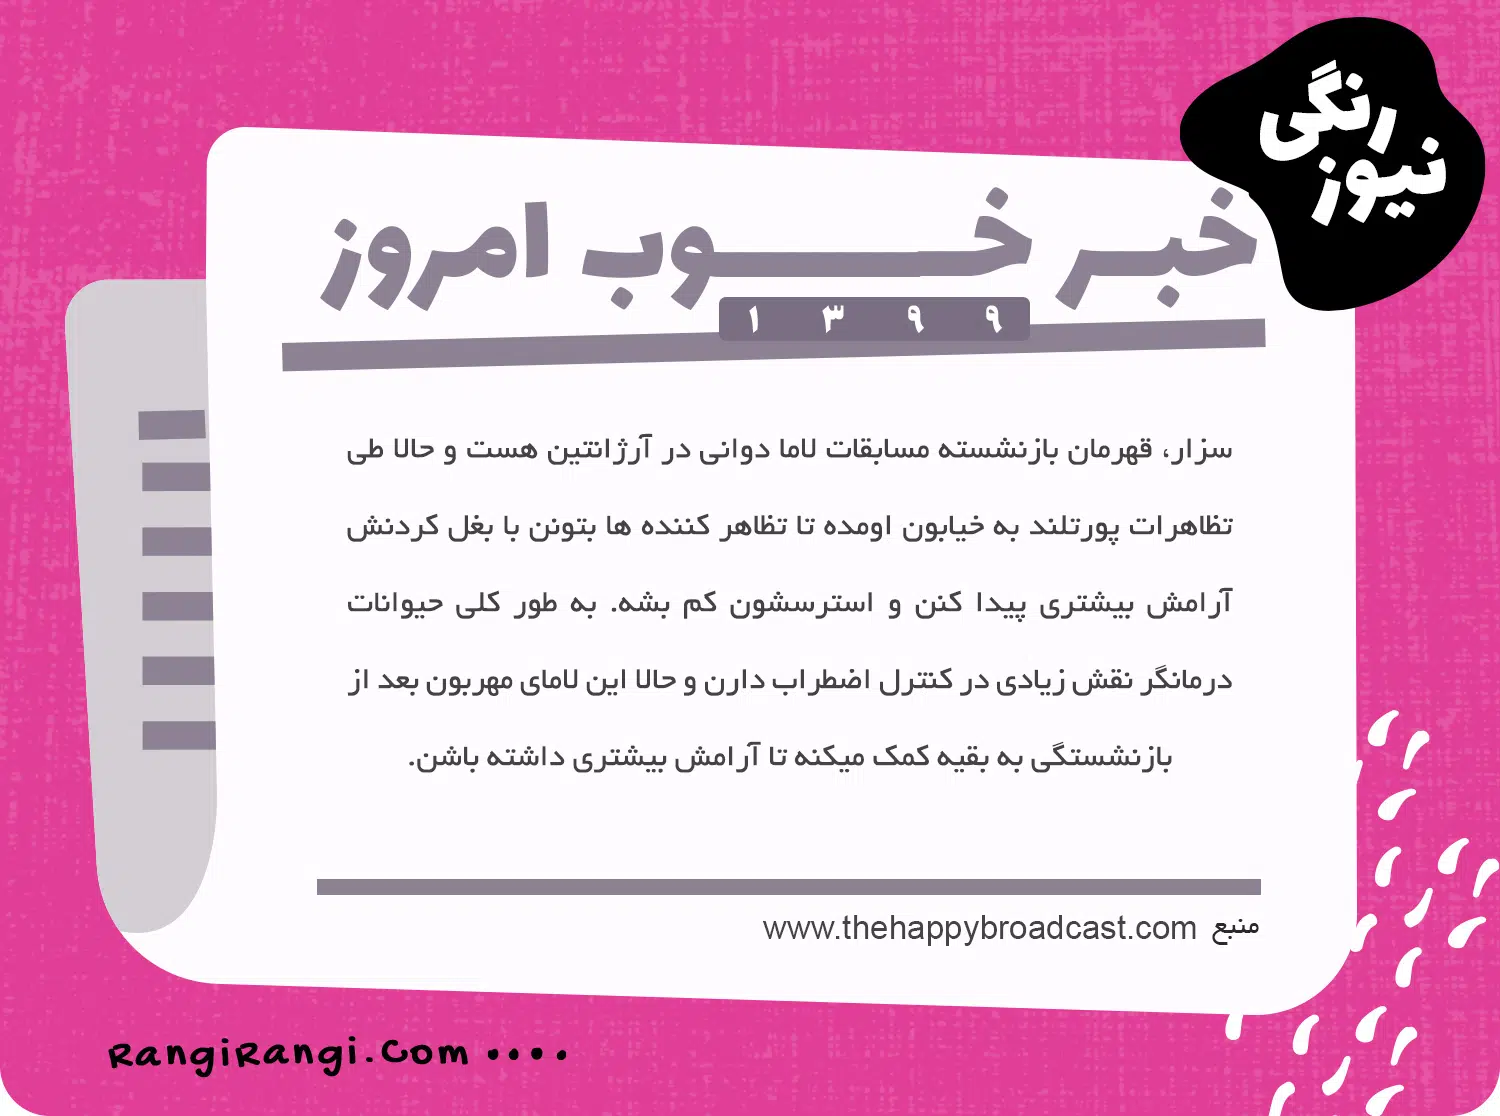 رنگی
نیوز
خبر خوب امروز
۱۳۹۹
سزار، قهرمان بازنشسته مسابقات لاما دوانی در آرژانتین هست و حالا طی
تظاهرات پورتلند به خیابون اومده تا تظاهر کننده ها بتونن با بغل کردنش
آرامش بیشتری پیدا کنن و استرسشون کم بشه. به طور کلی حیوانات
درمانگر نقش زیادی در کنترل اضطراب دارن و حالا این لامای مهربون بعد از
بازنشستگی به بقیه کمک میکنه تا آرامش بیشتری داشته باشن.
منبع www.thehappybroadcast.com
RangiRangi.Com ....